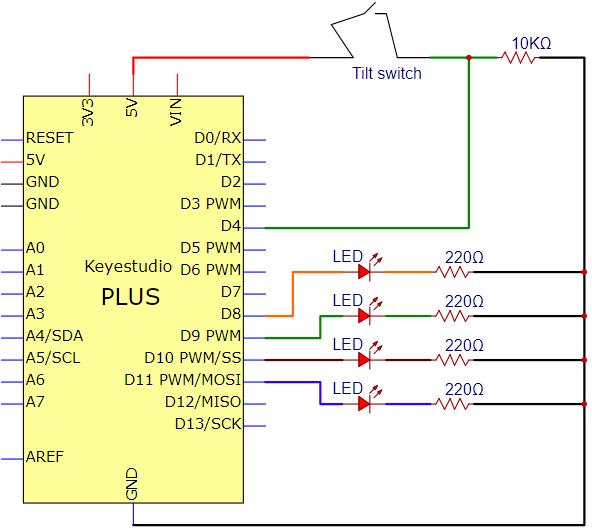 10KΩ
Tilt switch
3V3
5V
VIN
RESET
D0/RX
5V
D1/TX
GND
D2
GND
D3 PWM
D4
A0
D5 PWM
A1
Keyestudio
D6 PWM
LED
220Ω
A2
PLUS
D7
A3
D8
LED
220Ω
A4/SDA
D9 PWM
LED
220Ω
A5/SCL
D10 PWM/SS
A6
D11 PWM/MOSI
LED
220Ω
A7
D12/MISO
D13/SCK
AREF
GND